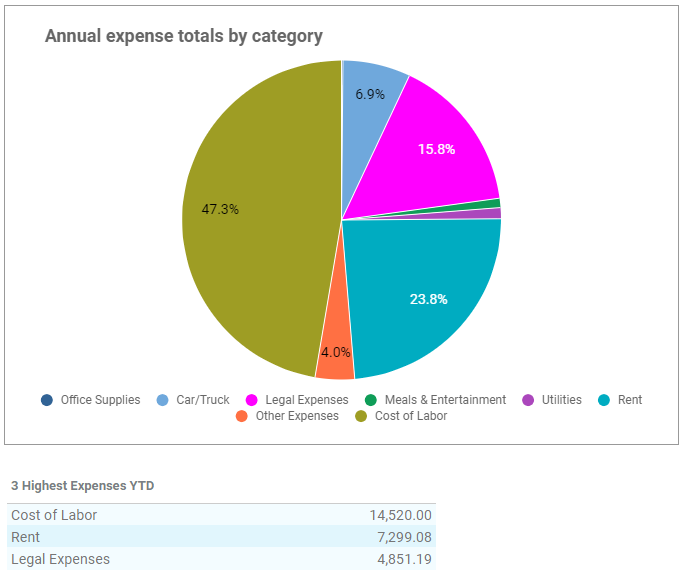 Annual expense totals by category
6.9%
15.8%
47.3%
23.8%
4.0%
Office Supplies Car/Truck Legal Expenses Meals & Entertainment Utilities Rent
Other Expenses Cost of Labor
3 Highest Expenses YTD
Cost of Labor 14,520.00
Rent 7,299.08
Legal Expenses 4,851.19